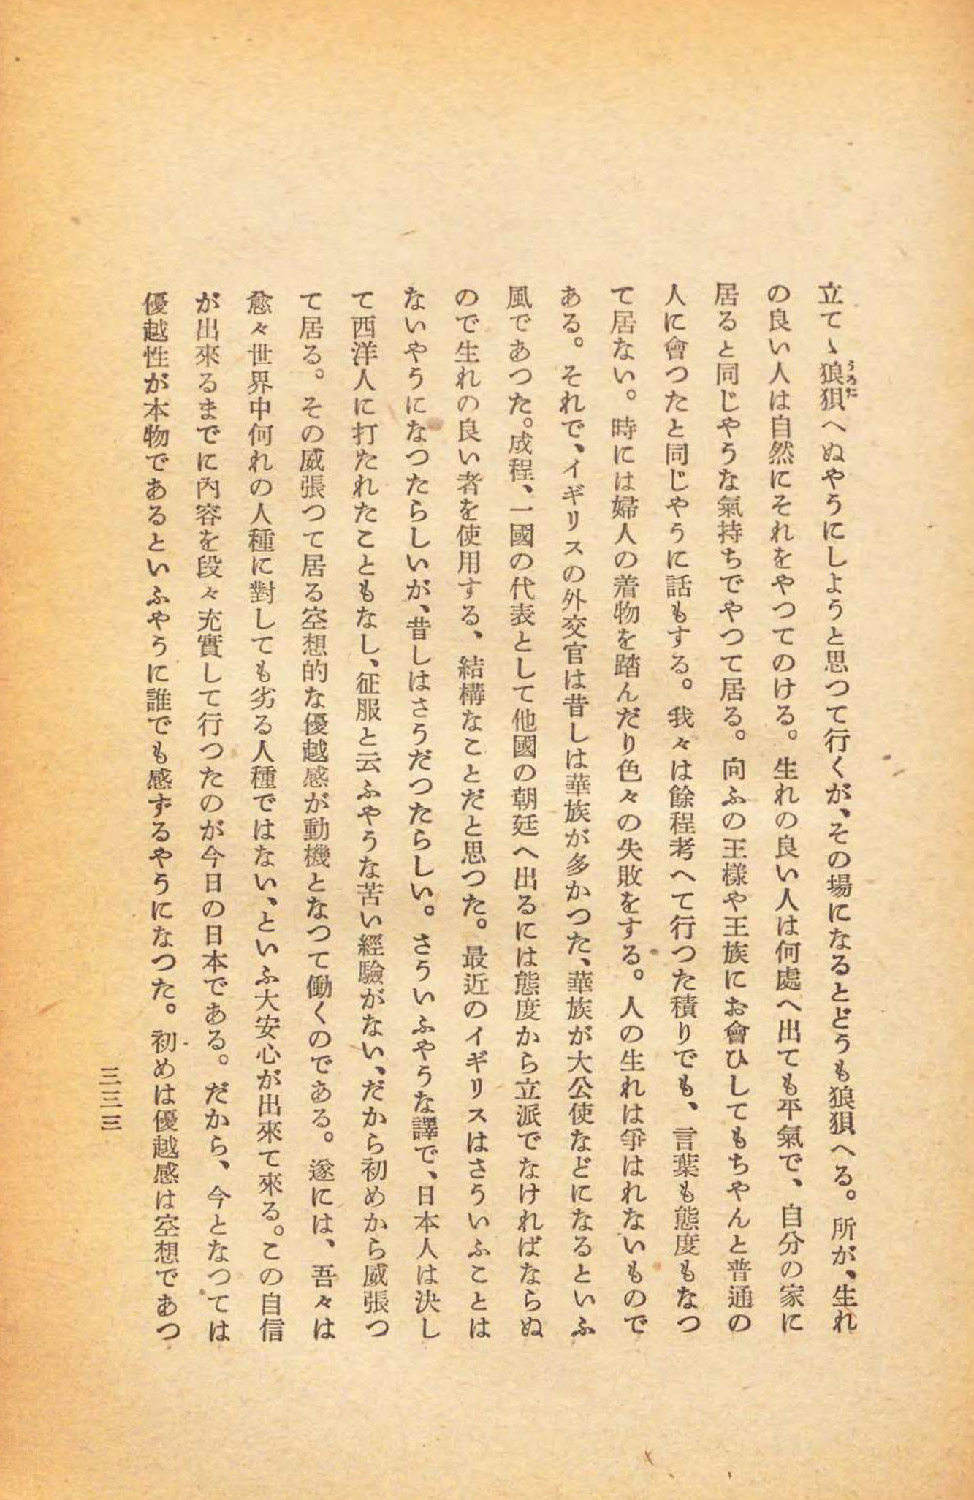 立てゝ狼狽へぬやうにしようと思つて行くが、その場になるとどうも狼狽へる。所が、生れ
の良い人は自然にそれをやつてのける。生れの良い人は何處へ出ても平氣で、自分の家に
居ると同じやうな氣持ちでやつて居る。向ふの王樣や王族にお會ひしてもちやんと普通の
人に會つたと同じやうに話もする。我々は餘程考へて行つた積りでも、言葉も態度もなつ
て居ない。時には婦人の着物を踏んだり色々の失敗をする。人の生れは爭はれないもので
ある。それで、イギリスの外交官は昔しは華族が多かつた、華族が大公使などになるといふ
風であつた。成程、一國の代表として他國の朝廷へ出るには態度から立派でなければならぬ
ので生れの良い者を使用する、結構なことだと思つた。最近のイギリスはさういふことは
ないやうになつたらしいが、昔しはさうだつたらしい。さういふやうな譯で、日本人は決し
て西洋人に打たれたこともなし、征服と云ふやうな苦い經驗がない、だから初めから威張つ
て居る。その威張つて居る空想的な優越感が動機となつて働くのである。遂には、吾々は
愈々世界中何れの人種に對しても劣る人種ではない、といふ大安心が出來て來る。この自信
が出來るまでに內容を段々充實して行つたのが今日の日本である。だから、今となつては
優越性が本物であるといふやうに誰でも感ずるやうになつた。初めは優越感は空想であつ
三三三